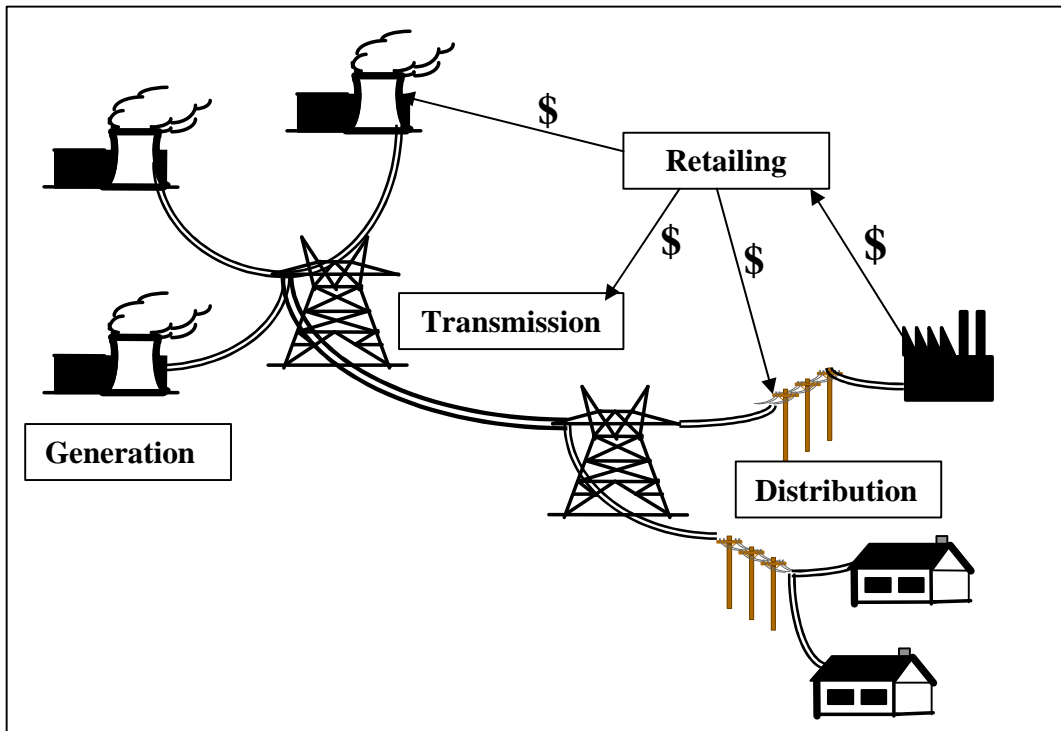 $
Retailing
$
$
$
Transmission
Generation
Distribution